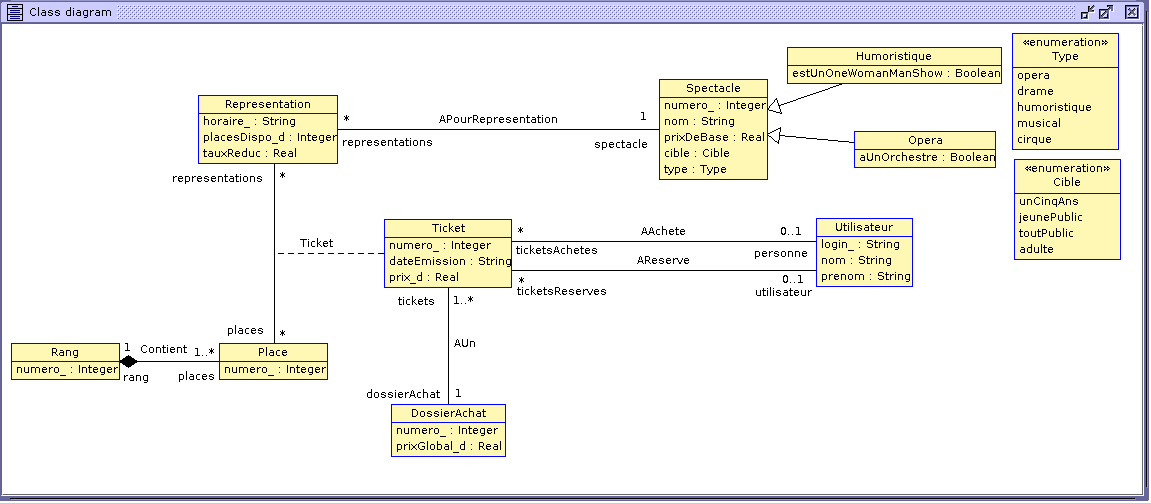 Class diagram
Representation
horaire_ : String
placesDispo_d : Integer
tauxReduc : Real
*
representations
APourRepresentation
1
spectacle
Spectacle
numero_ : Integer
nom : String
prixDeBase : Real
cible : Cible
type : Type
Humoristique
estUnOneWomanManShow : Boolean
Opera
aUnOrchestre : Boolean
«enumeration»
Type
opera
drame
humoristique
musical
cirque
«enumeration»
Cible
unCinqAns
jeunePublic
toutPublic
adulte
representations
*
Ticket
Ticket
numero_ : Integer
dateEmission : String
prix_d : Real
*
ticketsAchetes
AAchete
0..1
personne
AReserve
*
ticketsReserves
0..1
utilisateur
Utilisateur
login_ : String
nom : String
prenom : String
tickets
1..*
AUn
dossierAchat
1
DossierAchat
numero_ : Integer
prixGlobal_d : Real
places
*
Rang
numero_ : Integer
1
rang
Contient
1..*
places
Place
numero_ : Integer